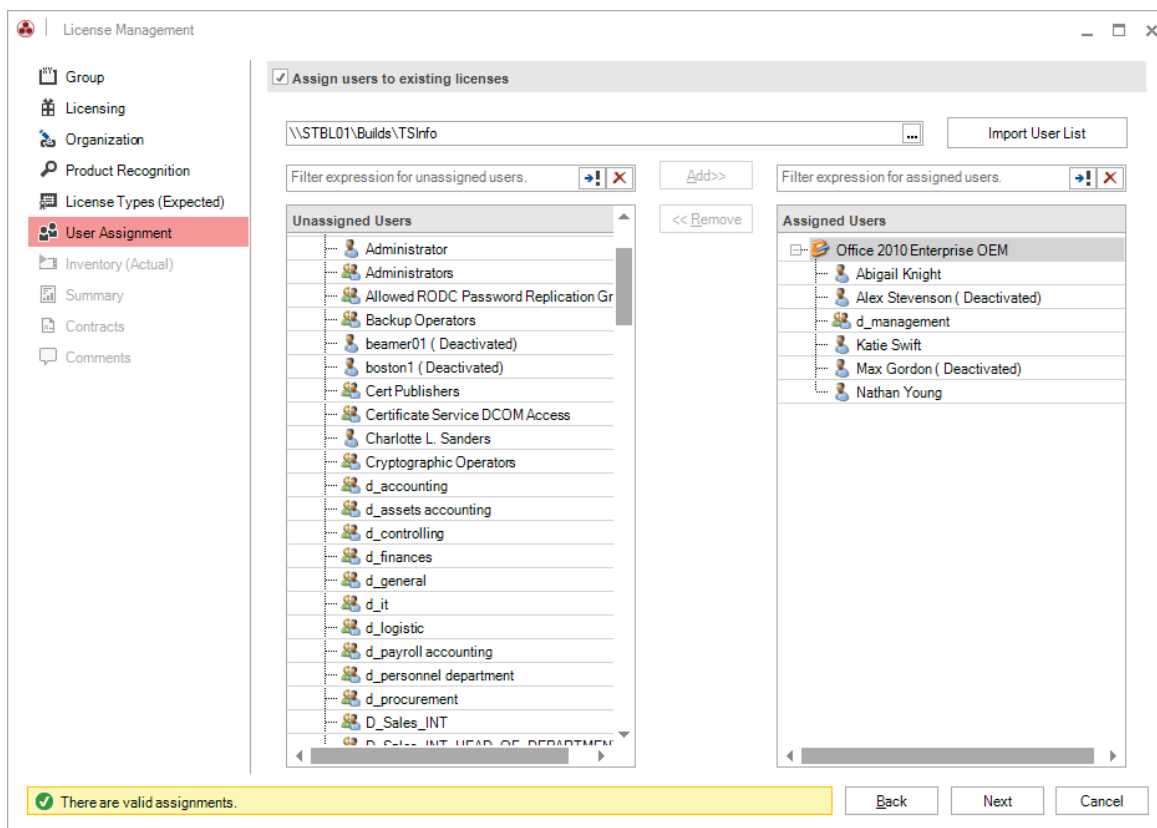 License Management
Group
Licensing
Organization
Product Recognition
License Types (Expected)
User Assignment
Inventory (Actual)
Summary
Contracts
Comments
Assign users to existing licenses
\\STBL01\Builds\TSInfo
...
Import User List
Filter expression for unassigned users.
Add>>
<< Remove
Filter expression for assigned users.
Unassigned Users
Administrator
Administrators
Allowed RODC Password Replication Gr
Backup Operators
beamer01 ( Deactivated)
boston1 ( Deactivated)
Cert Publishers
Certificate Service DCOM Access
Charlotte L. Sanders
Cryptographic Operators
d_accounting
d_assets accounting
d_controlling
d_finances
d_general
d_it
d_logistic
d_payroll accounting
d_personnel department
d_procurement
D_Sales_INT
D_Sales_INT_HEAD_OF_DEPARTMEN
Assigned Users
Office 2010 Enterprise OEM
Abigail Knight
Alex Stevenson ( Deactivated)
d_management
Katie Swift
Max Gordon ( Deactivated)
Nathan Young
There are valid assignments.
Back
Next
Cancel